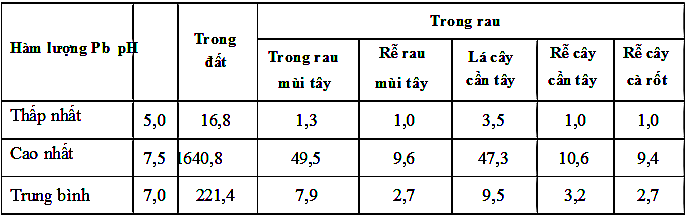 Trong rau
Hàm lượng Pb pH
Trong đất
Trong rau mùi tây
Rễ rau mùi tây
Lá cây cần tây
Rễ cây cần tây
Rễ cây cà rốt
Thấp nhất 5,0 16,8 1,3 1,0 3,5 1,0 1,0
Cao nhất 7,5 1640,8 49,5 9,6 47,3 10,6 9,4
Trung bình 7,0 221,4 7,9 2,7 9,5 3,2 2,7